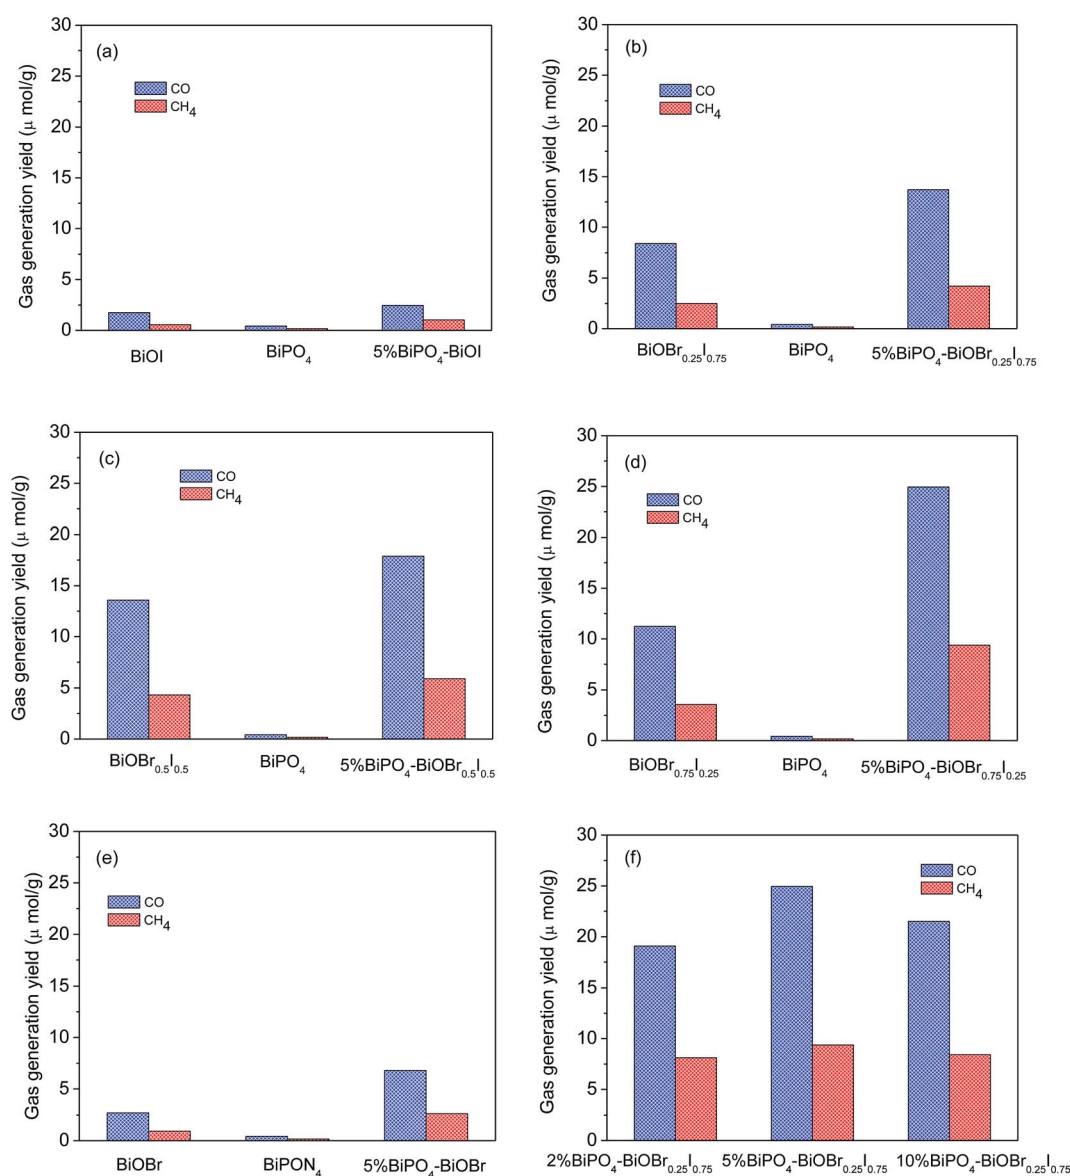 (a)
Gas generation yield (μ mol/g)
30
25
20
15
10
5
0
CO
CH4
BiOI
BiPO4
5%BiPO4-BiOI
(b)
Gas generation yield (μ mol/g)
30
25
20
15
10
5
0
CO
CH4
BiOBr0.25I0.75
BiPO4
5%BiPO4-BiOBr0.25I0.75
(c)
Gas generation yield (μ mol/g)
30
25
20
15
10
5
0
CO
CH4
BiOBr0.5I0.5
BiPO4
5%BiPO4-BiOBr0.5I0.5
(d)
Gas generation yield (μ mol/g)
30
25
20
15
10
5
0
CO
CH4
BiOBr0.75I0.25
BiPO4
5%BiPO4-BiOBr0.75I0.25
(e)
Gas generation yield (μ mol/g)
30
25
20
15
10
5
0
CO
CH4
BiOBr
BiPON4
5%BiPO4-BiOBr
(f)
Gas generation yield (μ mol/g)
30
25
20
15
10
5
0
CO
CH4
2%BiPO4-BiOBr0.25I0.75
5%BiPO4-BiOBr0.25I0.75
10%BiPO4-BiOBr0.25I0.75